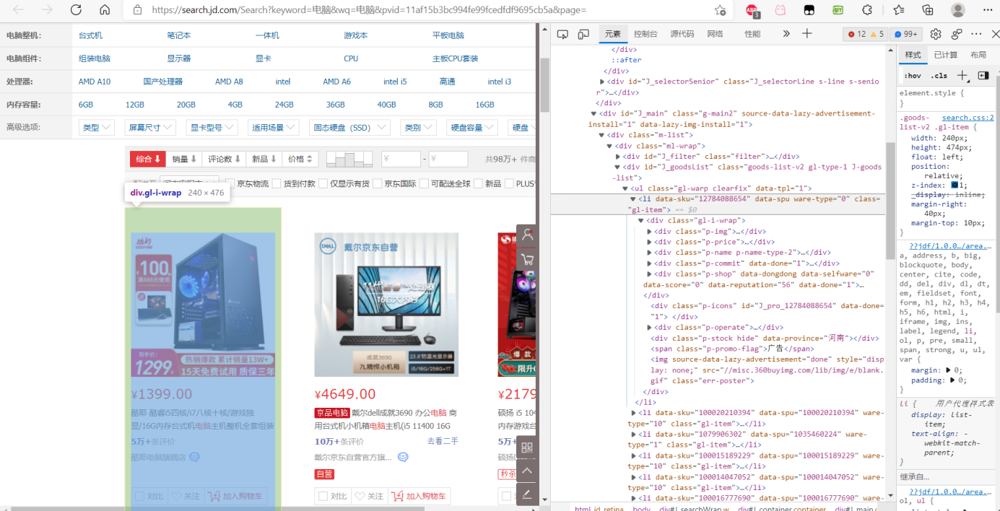 https://search.jd.com/Search?keyword=电脑&wq=电脑&pvid=11af15b3bc994fe99fcedfdf9695cb5a&page=
电脑整机: 台式机 笔记本 一体机 游戏本 平板电脑
电脑组件: 组装电脑 显示器 显卡 CPU 主板CPU套装
处理器: AMD A10 国产处理器 AMD A8 intel AMD A6 intel i5 高通 intel i3
内存容量: 6GB 12GB 20GB 4GB 24GB 36GB 40GB 8GB 16GB
高级选项: 类型 屏幕尺寸 显卡型号 适用场景 固态硬盘（SSD） 类别 硬盘容量 硬盘
综合 销量 评论数 新品 价格 ¥ - ¥ 共98万+ 件商
京东物流 货到付款 仅显示有货 京东国际 可配送全球 新品 PLUS
div.gl-i-wrap 240 × 476
100
满888元使用
到手价
1299
热销爆款 累计销量13W+
15天免费试用 质保三年
¥1399.00
酷耶 酷睿i5四核/i7八核十核/游戏独
显/16G内存台式机电脑主机整机全套组装
5万+条评价
酷耶电脑旗舰店
对比 关注 加入购物车
DELL 戴尔京东自营
16G大内存
成就3690
7L精悍小机箱
23.8"防蓝光显示器
i5/16G/256G+1T
¥4649.00
京品电脑 戴尔dell成就3690 办公电脑 商
用台式机小机箱电脑主机(i5 11400 16G
10万+条评价 去看二手
戴尔京东自营官方旗...
自营
对比 关注 加入购物车
爆款
¥2179
硕扬 i5 104
内存游戏台
5万+
硕扬
秒杀
元素 控制台 源代码 网络 性能 12 5 99+
</div>
::after
</div>
<div id="J_selectorSenior" class="J_selectorLine s-line s-senio
r">…</div>
</div>
<div id="J_main" class="g-main2" source-data-lazy-advertisement-
install="1" data-lazy-img-install="1">
<div class="m-list">
<div class="ml-wrap">
<div id="J_filter" class="filter">…</div>
<div id="J_goodsList" class="goods-list-v2 gl-type-1 J-goods
-list">
<ul class="gl-warp clearfix" data-tpl="1">
<li data-sku="12784088654" data-spu ware-type="0" class=
"gl-item"> == $0
<div class="gl-i-wrap">
<div class="p-img">…</div>
<div class="p-price">…</div>
<div class="p-name p-name-type-2">…</div>
<div class="p-commit" data-done="1">…</div>
<div class="p-shop" data-dongdong data-selfware="0"
data-score="0" data-reputation="56" data-done="1">…
</div>
<div class="p-icons" id="J_pro_12784088654" data-done=
"1"> </div>
<div class="p-operate">…</div>
<div class="p-stock hide" data-province="河南"></div>
<span class="p-promo-flag">广告</span>
<img source-data-lazy-advertisement="done" style="disp
lay: none;" src="//misc.360buyimg.com/lib/img/e/blank.
gif" class="err-poster">
</div>
</li>
<li data-sku="100020210394" data-spu="100020210394" ware-
type="10" class="gl-item">…</li>
<li data-sku="1079906302" data-spu="1035460224" ware-
type="1" class="gl-item">…</li>
<li data-sku="100015189229" data-spu="100015189229" ware-
type="10" class="gl-item">…</li>
<li data-sku="100014047052" data-spu="100014047052" ware-
type="10" class="gl-item">…</li>
<li data-sku="100016777690" data-spu="100016777690" ware-
html.id_retina body div#J_searchWrap.w div#J_container.container div#J_main.g
样式 已计算 布局
:hov .cls
element.style {
}
.goods- search.css:2
list-v2 .gl-item {
width: 240px;
height: 474px;
float: left;
position:
relative;
z-index: 1;
_display: inline;
margin-right:
40px;
margin-top: 10px;
}
??jdf/1.0.0…/area.…
a, address, b, big,
blockquote, body,
center, cite, code,
dd, del, div, dl, dt,
em, fieldset, font,
form, h1, h2, h3, h4,
h5, h6, html, i,
iframe, img, ins,
label, legend, li,
ol, p, pre, small,
span, strong, u, ul,
var {
margin: 0;
padding: 0;
}
li { 用户代理样式表
display: list-
item;
text-align: -
webkit-match-
parent;
}
继承自…
??jdf/1.0.0…/area.…
ol, ul {